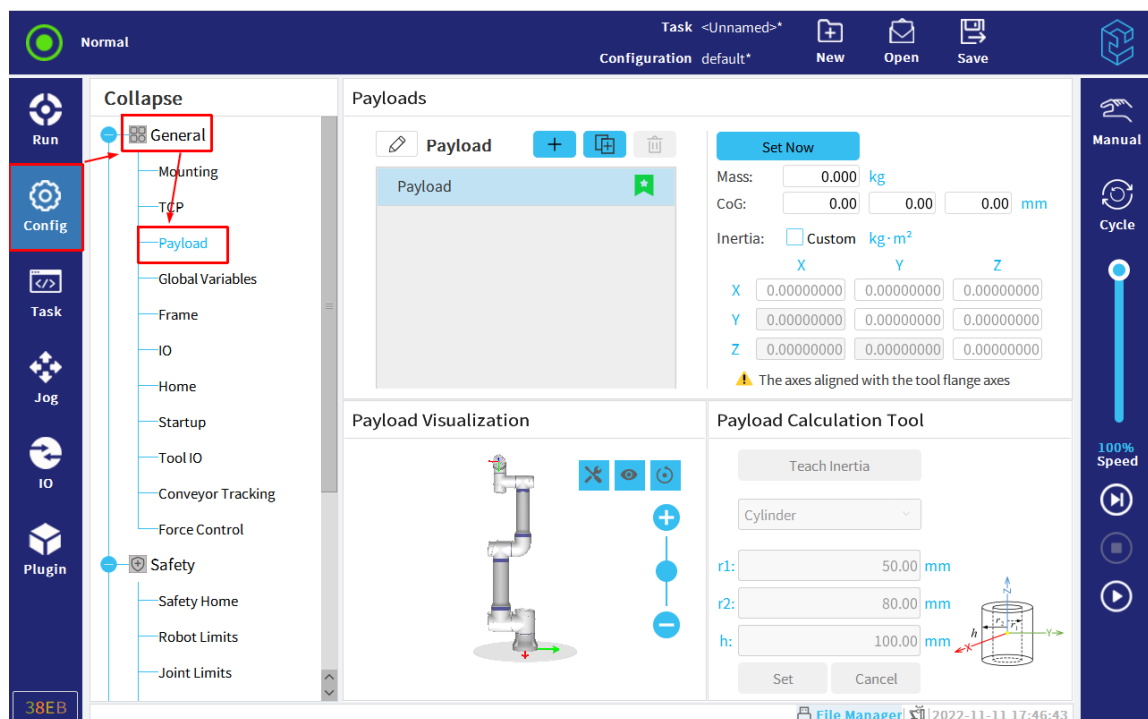 Normal
Task <Unnamed>*
Configuration default*
New
Open
Save
Run
Config
Task
Jog
IO
Plugin
38EB
Collapse
General
Mounting
TCP
Payload
Global Variables
Frame
IO
Home
Startup
Tool IO
Conveyor Tracking
Force Control
Safety
Safety Home
Robot Limits
Joint Limits
Payloads
Payload
Payload
Set Now
Mass: 0.000 kg
CoG: 0.00 0.00 0.00 mm
Inertia: Custom kg·m²
X Y Z
X 0.00000000 0.00000000 0.00000000
Y 0.00000000 0.00000000 0.00000000
Z 0.00000000 0.00000000 0.00000000
The axes aligned with the tool flange axes
Payload Visualization
Payload Calculation Tool
Teach Inertia
Cylinder
r1: 50.00 mm
r2: 80.00 mm
h: 100.00 mm
Z
r₂ r₁
h
Y
X
Set Cancel
File Manager 2022-11-11 17:46:43
Manual
Cycle
100%
Speed